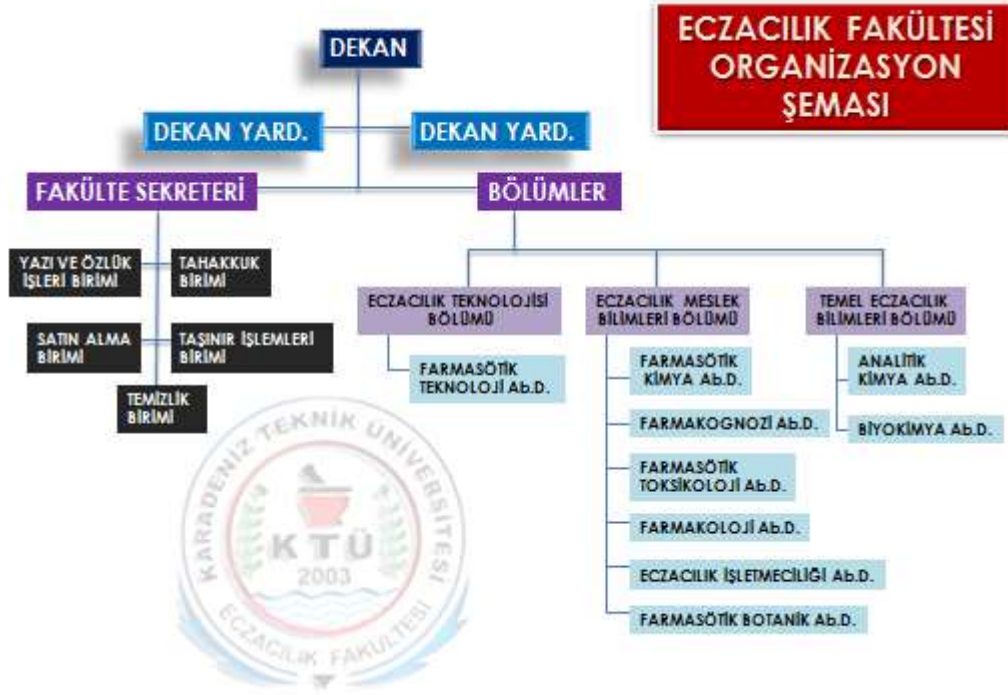 ECZACILIK FAKÜLTESİ
ORGANİZASYON
ŞEMASI
DEKAN
DEKAN YARD.
DEKAN YARD.
FAKÜLTE SEKRETERİ
BÖLÜMLER
YAZI VE ÖZLÜK
İŞLERİ BİRİMİ
TAHAKKUK
BİRİMİ
SATIN ALMA
BİRİMİ
TAŞINIR İŞLEMLERİ
BİRİMİ
TEMİZLİK
BİRİMİ
ECZACILIK TEKNOLOJİSİ
BÖLÜMÜ
FARMASÖTİK
TEKNOLOJİ Ab.D.
ECZACILIK MESLEK
BİLİMLERİ BÖLÜMÜ
FARMASÖTİK
KİMYA Ab.D.
FARMAKOGNOZİ Ab.D.
FARMASÖTİK
TOKSİKOLOJİ Ab.D.
FARMAKOLOJİ Ab.D.
ECZACILIK İŞLETMECİLİĞİ Ab.D.
FARMASÖTİK BOTANİK Ab.D.
TEMEL ECZACILIK
BİLİMLERİ BÖLÜMÜ
ANALİTİK
KİMYA Ab.D.
BİYOKİMYA Ab.D.
KARADENİZ TEKNİK ÜNİVERSİTESİ
KTÜ
2003
ECZACILIK FAKÜLTESİ